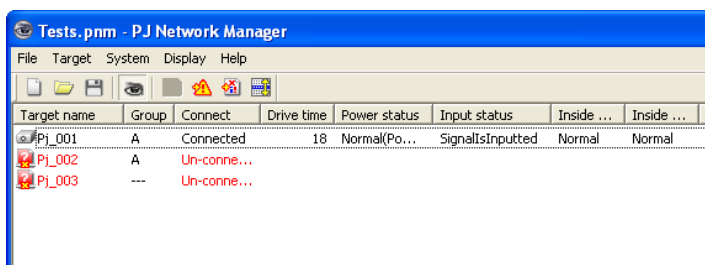 Tests.pnm - PJ Network Manager
File Target System Display Help
Target name Group Connect Drive time Power status Input status Inside ... Inside ...
Pj_001 A Connected 18 Normal(Po... SignalIsInputted Normal Normal
Pj_002 A Un-conne...
Pj_003 --- Un-conne...